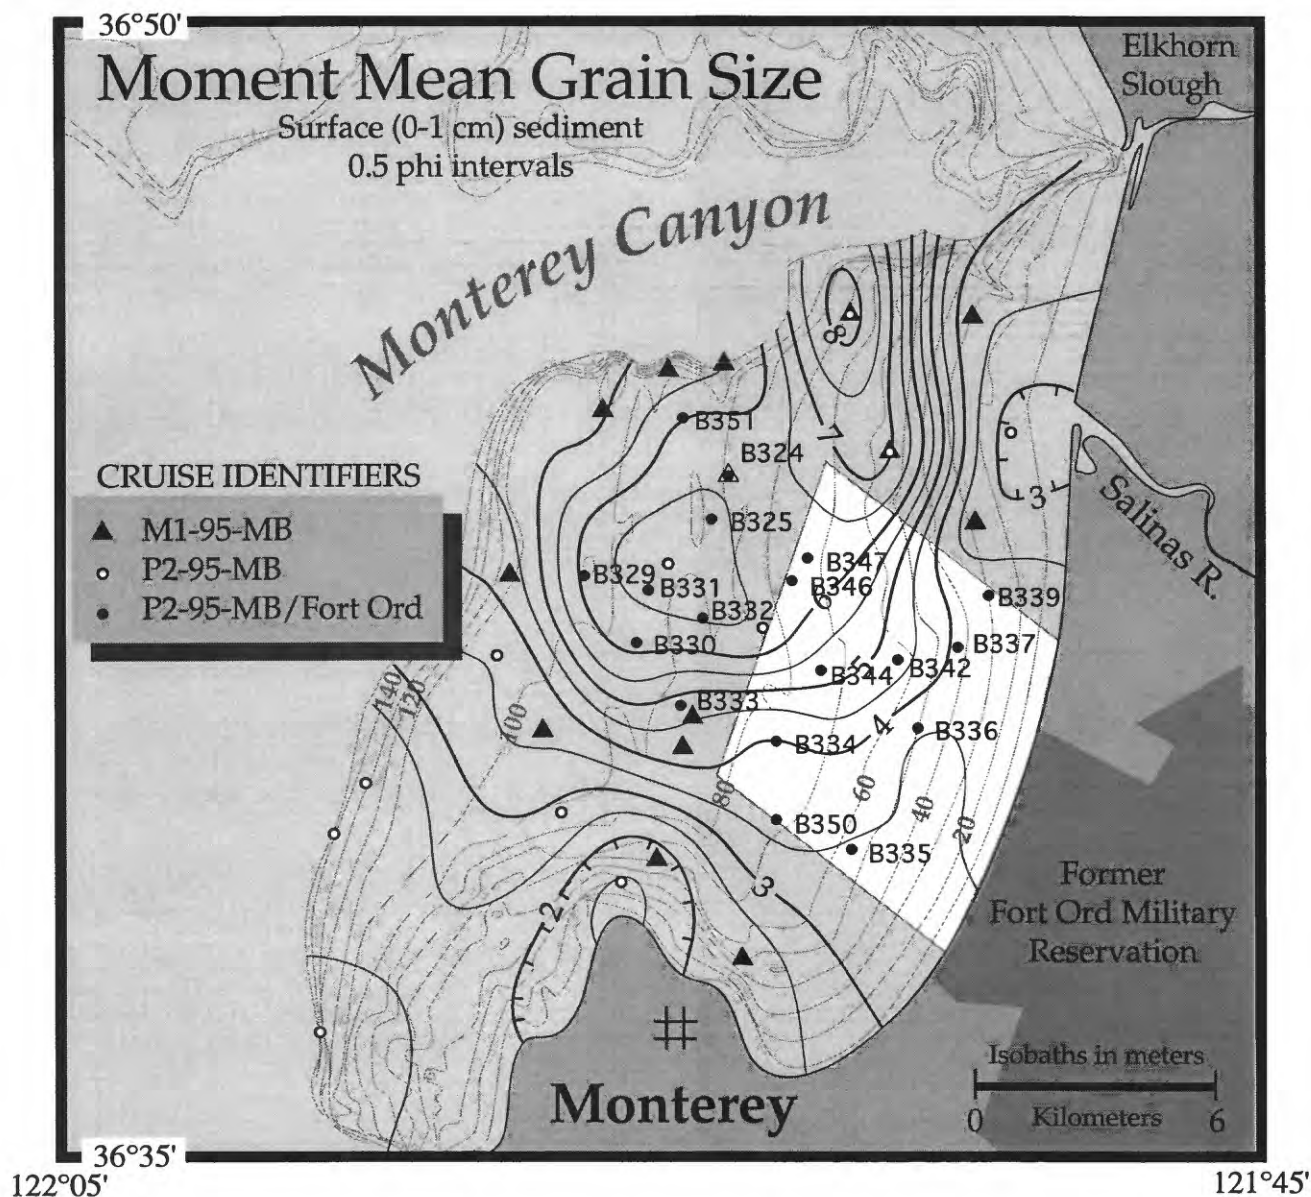 36°50'
Elkhorn
Slough
Moment Mean Grain Size
Surface (0-1 cm) sediment
0.5 phi intervals
Monterey Canyon
8
B351
7
B324
3
CRUISE IDENTIFIERS
M1-95-MB
P2-95-MB
P2-95-MB/Fort Ord
Salinas R.
B325
B347
B329
B331
B346
6
B339
B332
B330
B337
B342
5
B344
140
120
100
B333
4
B336
B334
80
60
40
20
B350
B335
3
2
Former
Fort Ord Military
Reservation
Isobaths in meters
0
Kilometers
6
Monterey
36°35'
122°05'
121°45'